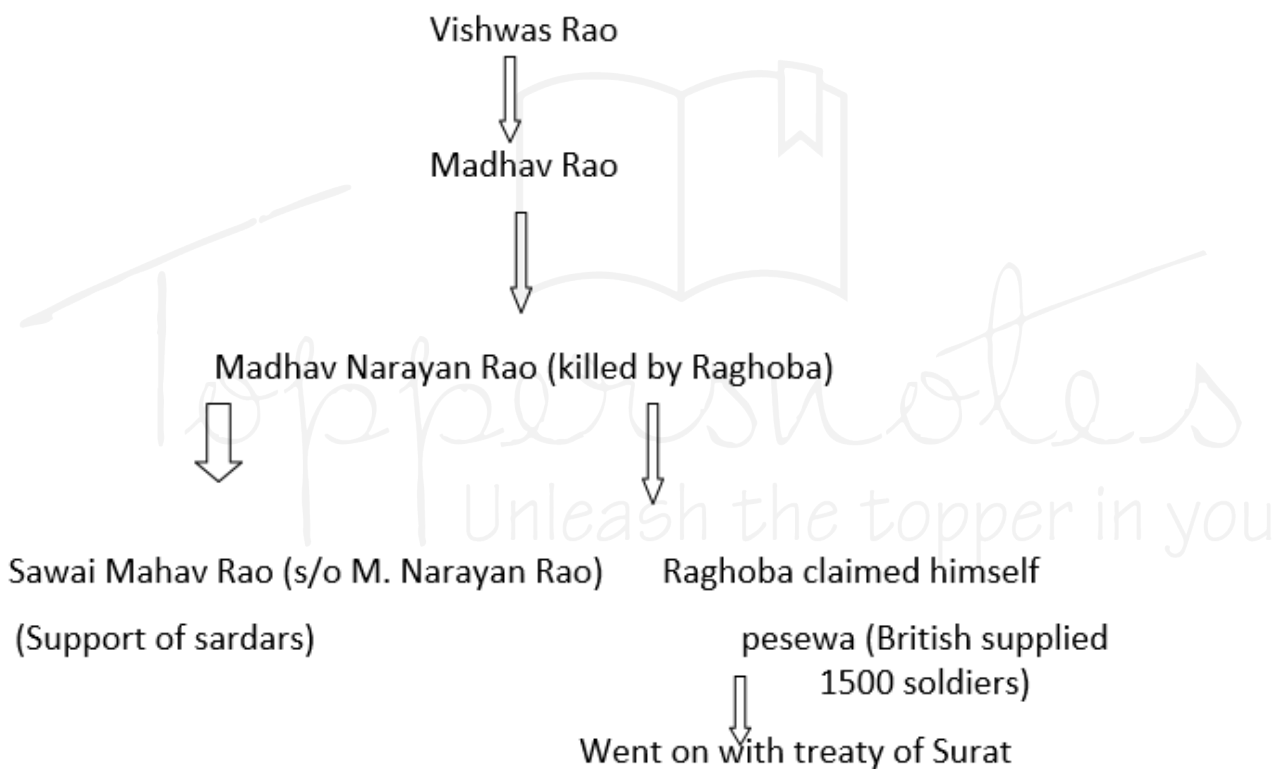 Vishwas Rao
Madhav Rao
Madhav Narayan Rao (killed by Raghoba)
Sawai Mahav Rao (s/o M. Narayan Rao)
Raghoba claimed himself
(Support of sardars)
pesewa (British supplied
1500 soldiers)
Went on with treaty of Surat
Toppersnotes
Unleash the topper in you